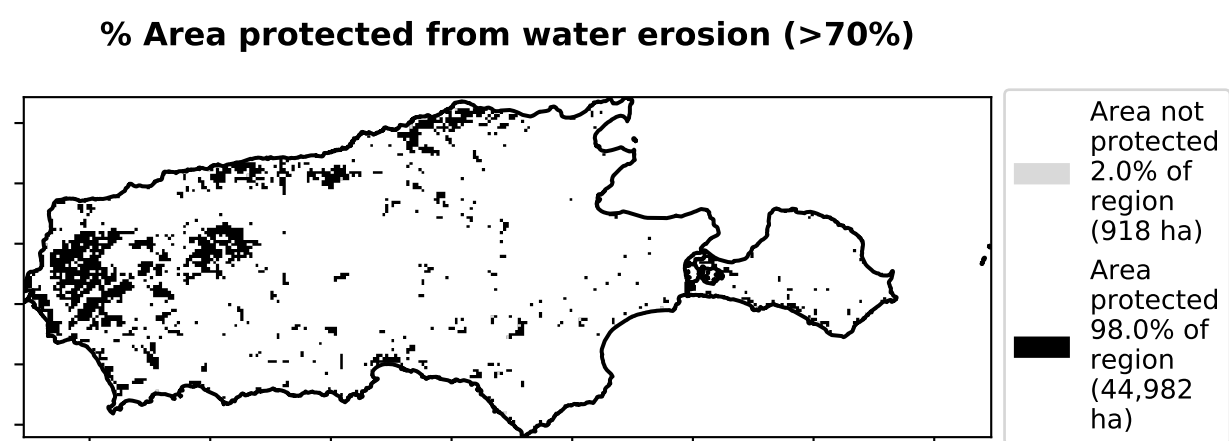 % Area protected from water erosion (>70%)
Area not
protected
2.0% of
region
(918 ha)
Area
protected
98.0% of
region
(44,982
ha)